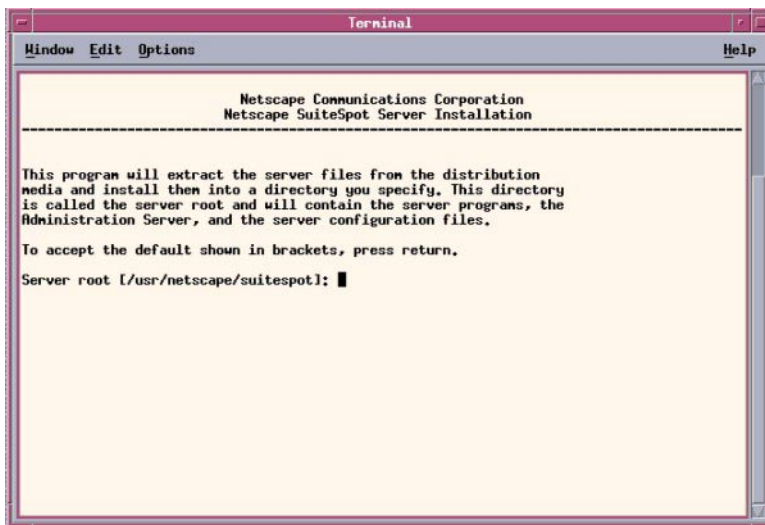 Terminal
Window Edit Options Help
Netscape Communications Corporation
Netscape SuiteSpot Server Installation
This program will extract the server files from the distribution
media and install them into a directory you specify. This directory
is called the server root and will contain the server programs, the
Administration Server, and the server configuration files.
To accept the default shown in brackets, press return.
Server root [/usr/netscape/suitespot]: